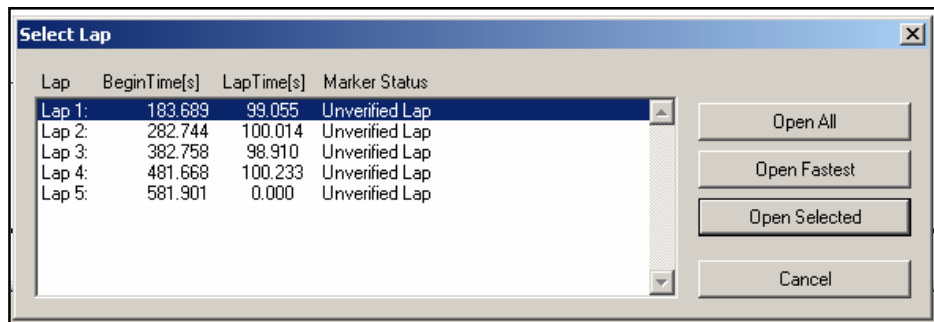 Select Lap
Lap BeginTime[s] LapTime[s] Marker Status
Lap 1: 183.689 99.055 Unverified Lap
Lap 2: 282.744 100.014 Unverified Lap
Lap 3: 382.758 98.910 Unverified Lap
Lap 4: 481.668 100.233 Unverified Lap
Lap 5: 581.901 0.000 Unverified Lap
Open All
Open Fastest
Open Selected
Cancel